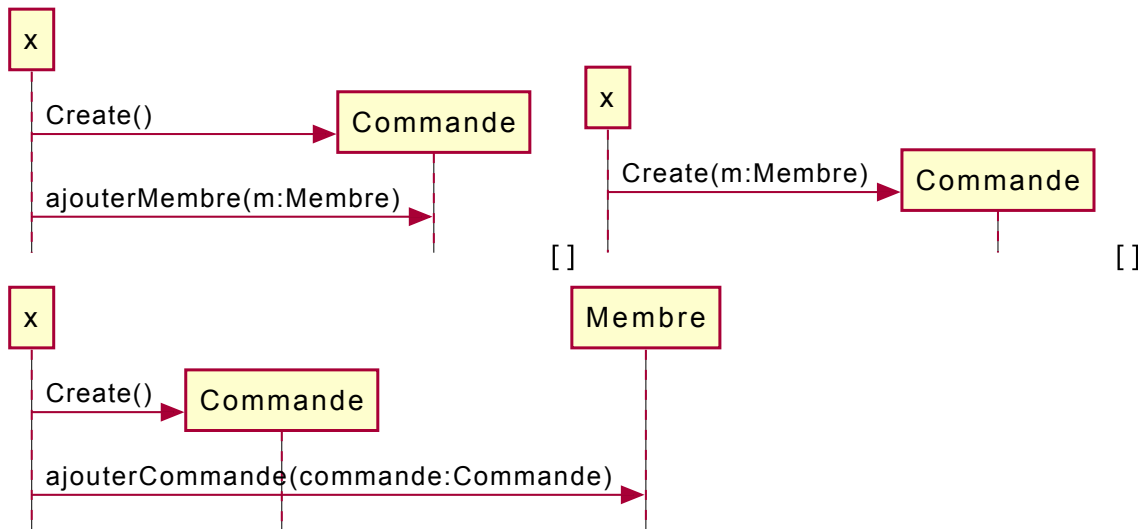 x
Create()
Commande
ajouterMembre(m:Membre)
[ ]
x
Create(m:Membre)
Commande
[ ]
x
Membre
Create()
Commande
ajouterCommande(commande:Commande)